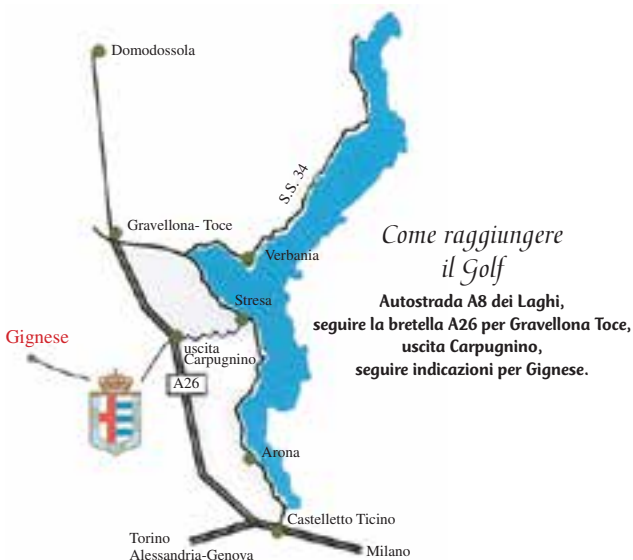 Domodossola
S.S. 34
Gravellona- Toce
Verbania
Come raggiungere
il Golf
Autostrada A8 dei Laghi,
seguire la bretella A26 per Gravellona Toce,
uscita Carpugnino,
seguire indicazioni per Gignese.
Stresa
Gignese
uscita
Carpugnino
A26
Arona
Castelletto Ticino
Torino
Alessandria-Genova
Milano